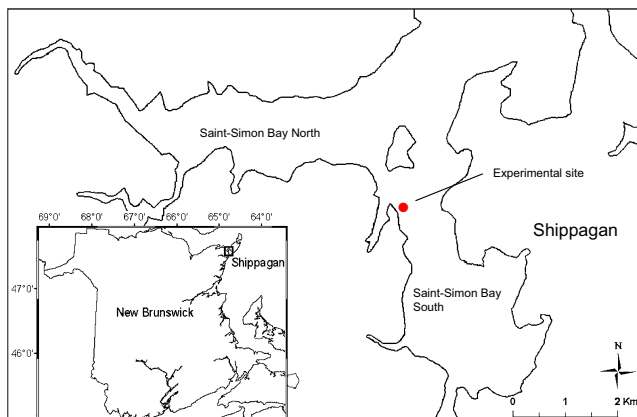 Saint-Simon Bay North
Experimental site
Shippagan
Saint-Simon Bay
South
69°0' 68°0' 67°0' 66°0' 65°0' 64°0'
Shippagan
47°0'
New Brunswick
46°0'
N
0 1 2 Km